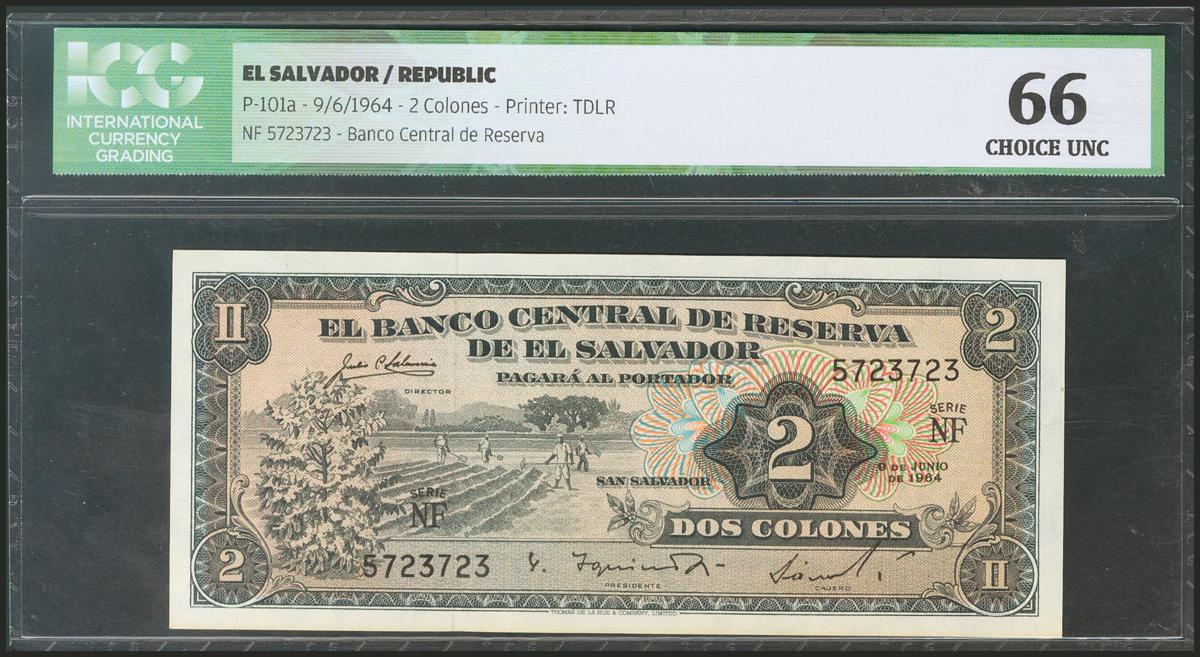 ICG
INTERNATIONAL
CURRENCY
GRADING
EL SALVADOR / REPUBLIC
P-101a - 9/6/1964 - 2 Colones - Printer: TDLR
NF 5723723 - Banco Central de Reserva
66
CHOICE UNC
II
2
EL BANCO CENTRAL DE RESERVA
DE EL SALVADOR
PAGARÁ AL PORTADOR
5723723
DIRECTOR
SERIE
NF
2
9 DE JUNIO
DE 1964
SAN SALVADOR
SERIE
NF
DOS COLONES
2
5723723
PRESIDENTE
CAJERO
II
THOMAS DE LA RUE & COMPANY, LIMITED